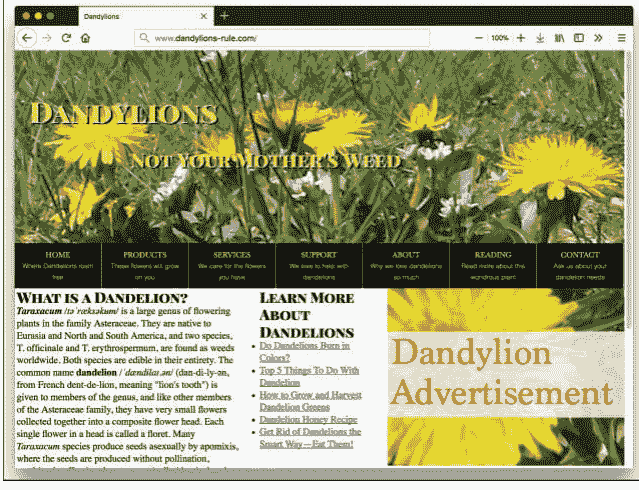 Dandylions
www.dandylions-rule.com/
100%
DANDYLIONS
NOT YOUR MOTHER'S WEED
HOME
Where Dandelions roam
free
PRODUCTS
These flowers will grow
on you
SERVICES
We care for the flowers
you have
SUPPORT
We love to help with
dandelions
ABOUT
Why we love dandelions
so much
READING
Read more about this
wondrous plant
CONTACT
Ask us about your
dandelion needs
WHAT IS A DANDELION?
Taraxacum /təˈræksəkʉm/ is a large genus of flowering
plants in the family Asteraceae. They are native to
Eurasia and North and South America, and two species,
T. officinale and T. erythrospermum, are found as weeds
worldwide. Both species are edible in their entirety. The
common name dandelion /ˈdændɨlaɪ.ən/ (dan-di-ly-ən,
from French dent-de-lion, meaning "lion's tooth") is
given to members of the genus, and like other members
of the Asteraceae family, they have very small flowers
collected together into a composite flower head. Each
single flower in a head is called a floret. Many
Taraxacum species produce seeds asexually by apomixis,
where the seeds are produced without pollination,
LEARN MORE
ABOUT
DANDELIONS
Do Dandelions Burn in
Colors?
Top 5 Things To Do With
Dandelion
How to Grow and Harvest
Dandelion Greens
Dandelion Honey Recipe
Get Rid of Dandelions the
Smart Way—Eat Them!
Dandylion
Advertisement